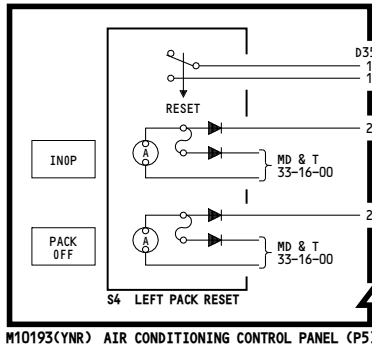 D35
1
1
RESET
2
A
INOP
MD & T
33-16-00
2
A
PACK
OFF
MD & T
33-16-00
S4 LEFT PACK RESET
M10193(YNR) AIR CONDITIONING CONTROL PANEL (P5)